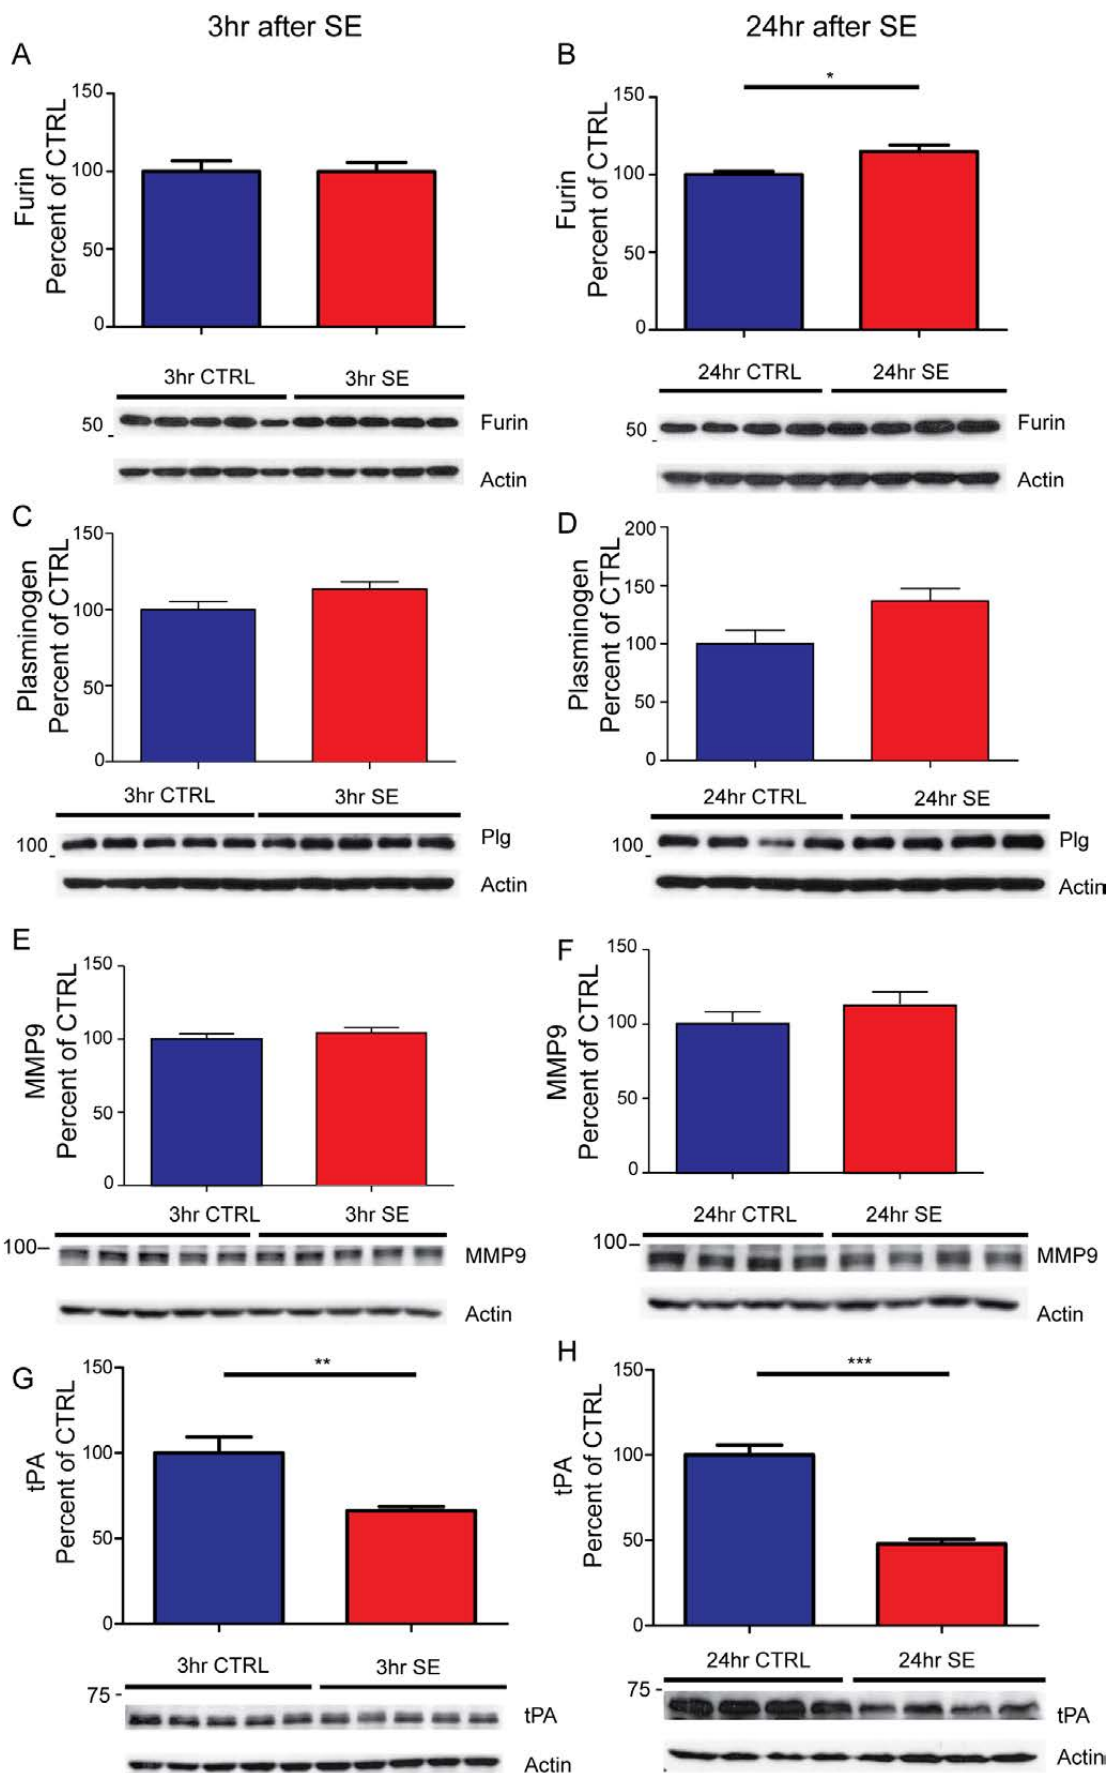 3hr after SE
24hr after SE
A
Furin
Percent of CTRL
150
100
50
0
3hr CTRL
3hr SE
50
-
Furin
Actin
B
*
Furin
Percent of CTRL
150
100
50
0
24hr CTRL
24hr SE
50
-
Furin
Actin
C
Plasminogen
Percent of CTRL
150
100
50
0
3hr CTRL
3hr SE
100 -
Plg
Actin
D
Plasminogen
Percent of CTRL
200
150
100
50
0
24hr CTRL
24hr SE
100 -
Plg
Actin
E
MMP9
Percent of CTRL
150
100
50
0
3hr CTRL
3hr SE
100–
MMP9
Actin
F
MMP9
Percent of CTRL
150
100
50
0
24hr CTRL
24hr SE
100 -
MMP9
Actin
G
**
tPA
Percent of CTRL
150
100
50
0
3hr CTRL
3hr SE
75 -
tPA
Actin
H
***
tPA
Percent of CTRL
150
100
50
0
24hr CTRL
24hr SE
75 -
tPA
Actin